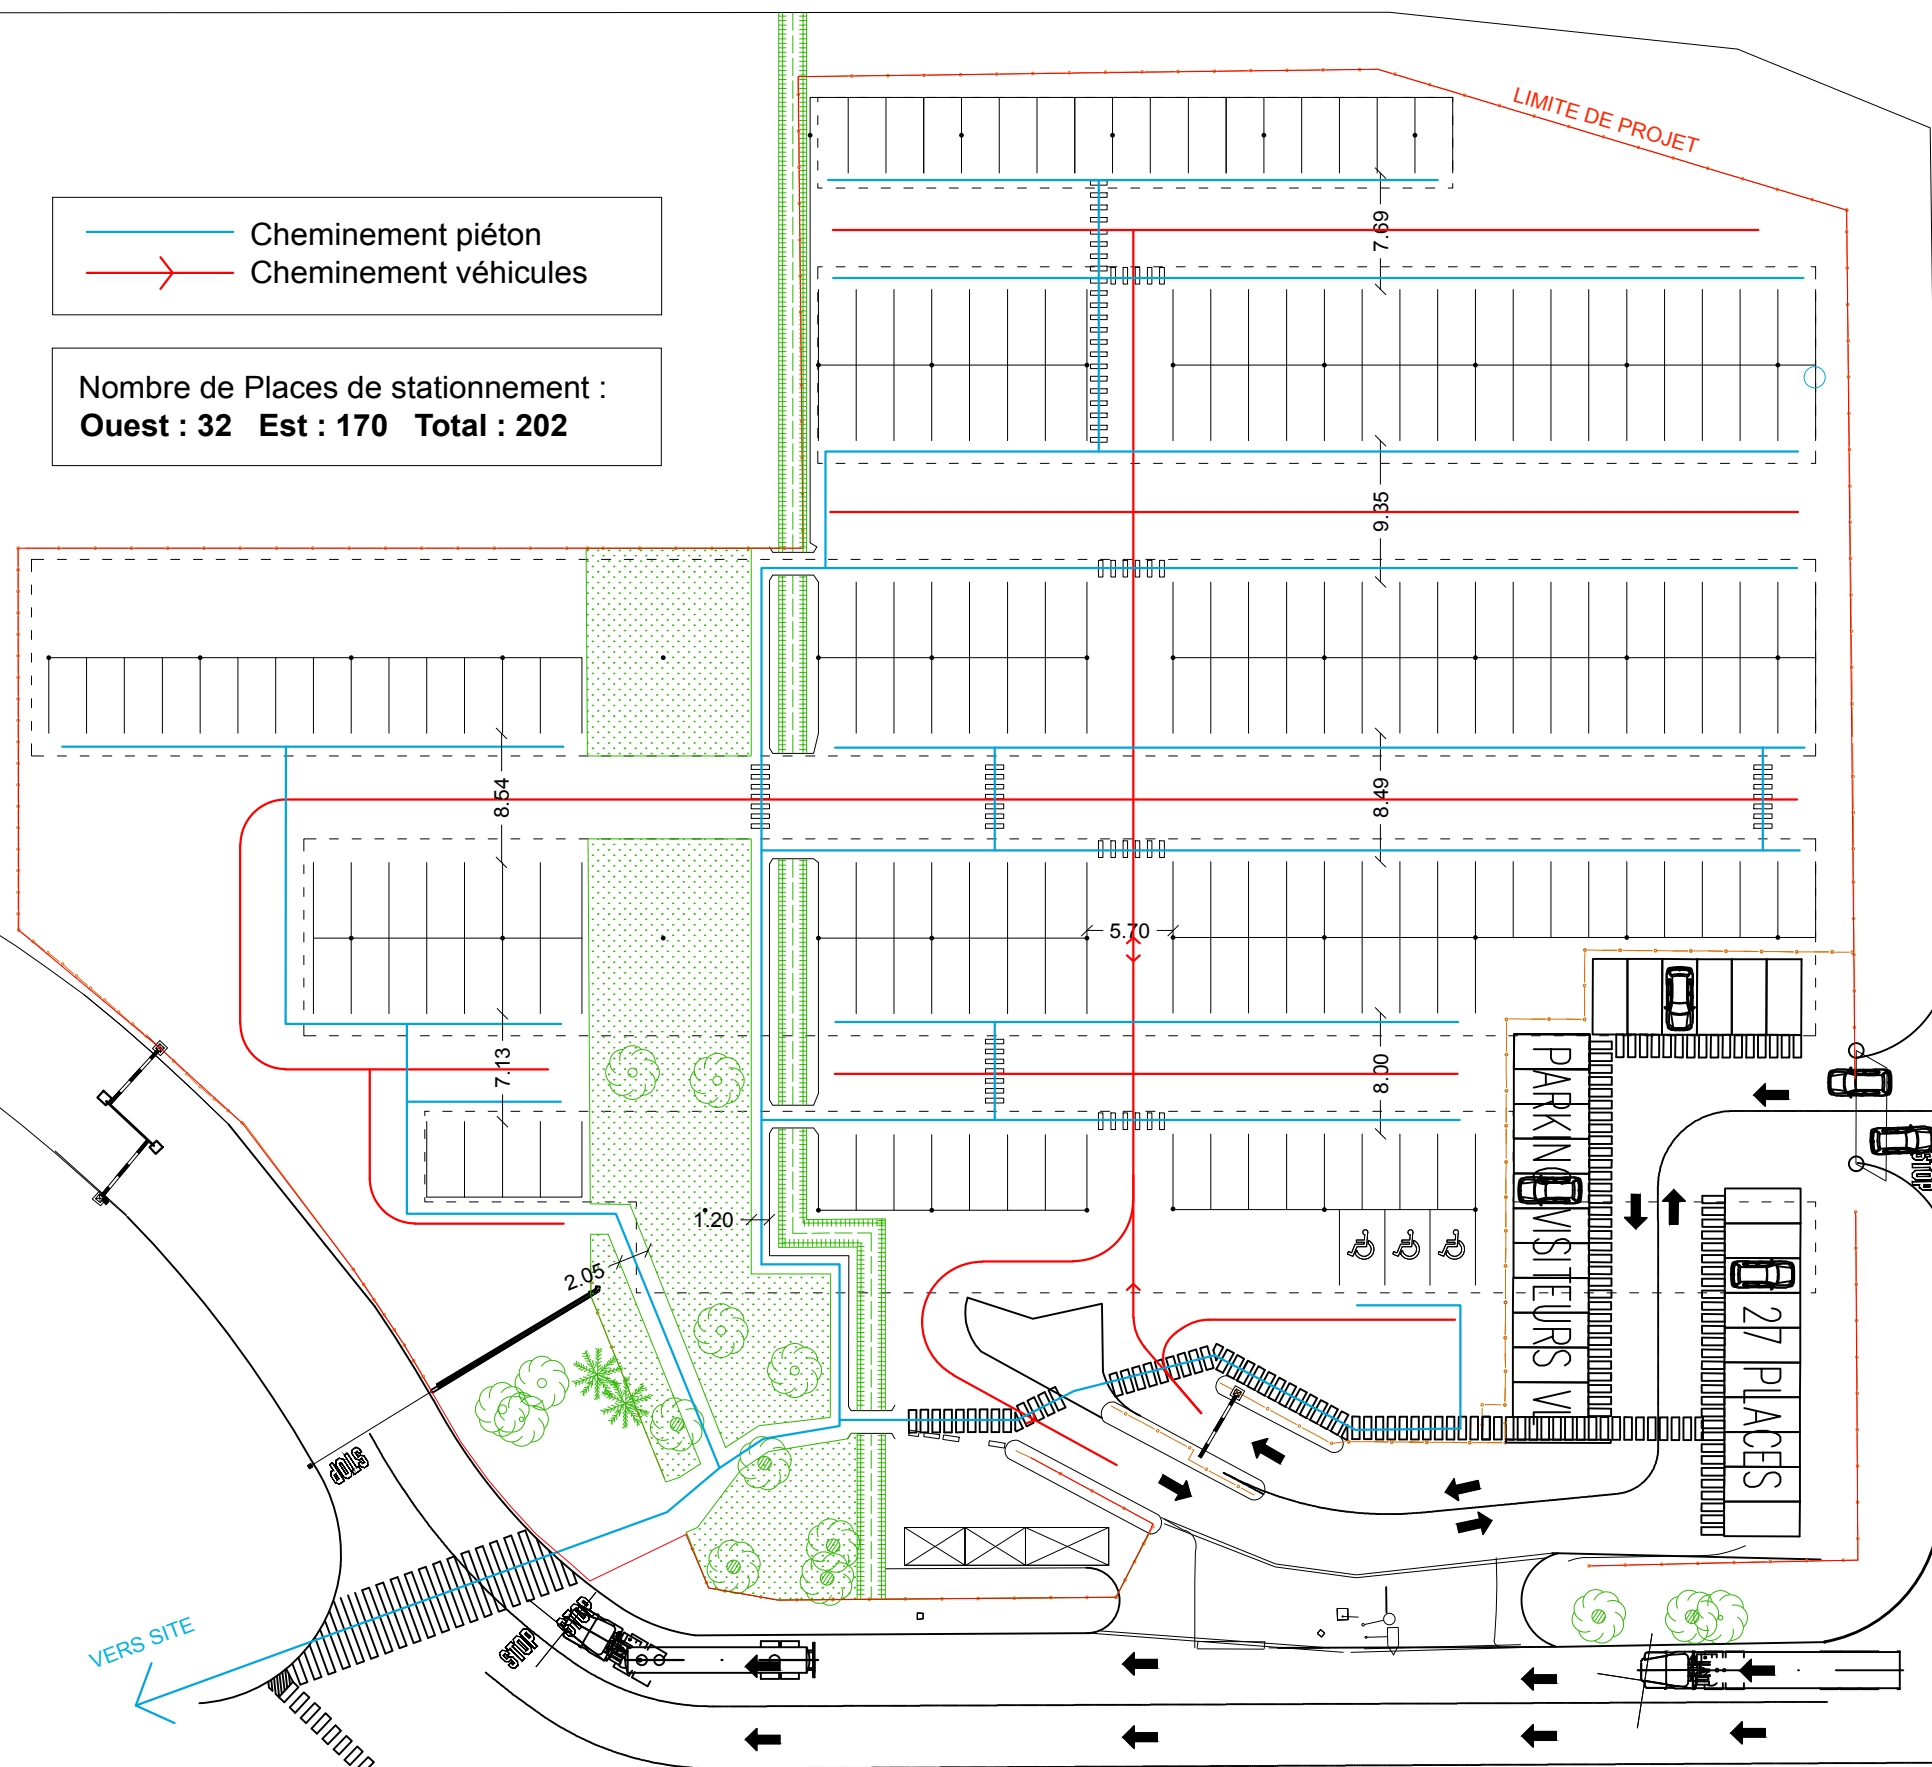 LIMITE DE PROJET
Cheminement piéton
Cheminement véhicules
Nombre de Places de stationnement :
Ouest : 32 Est : 170 Total : 202
7.69
9.35
8.54
8.49
5.70
7.13
8.00
1.20
2.05
PARKING VISITEURS VL
27 PLACES
STOP
STOP
STOP
STOP
VERS SITE